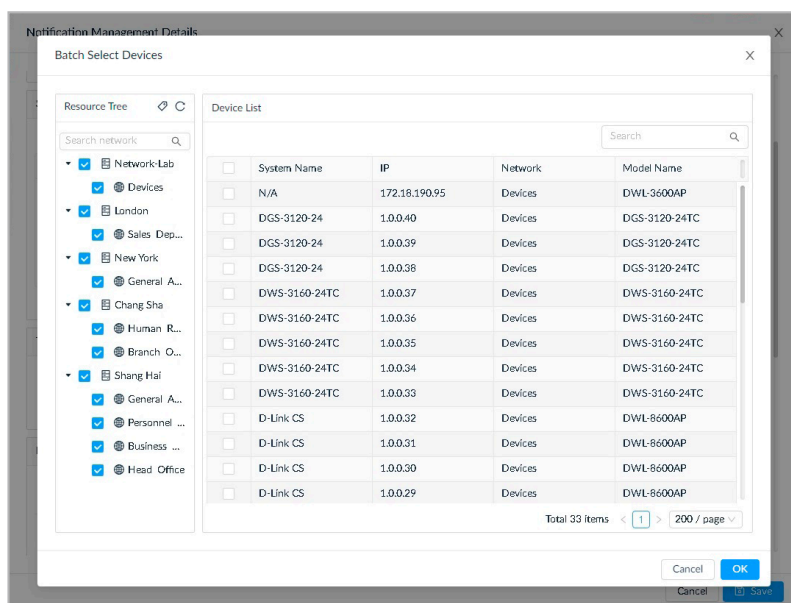 Notification Management Details
Batch Select Devices
Resource Tree
Search network
Network-Lab
Devices
London
Sales Dep...
New York
General A...
Chang Sha
Human R...
Branch O...
Shang Hai
General A...
Personnel ...
Business ...
Head Office
Device List
Search
System Name IP Network Model Name
N/A 172.18.190.95 Devices DWL-3600AP
DGS-3120-24 1.0.0.40 Devices DGS-3120-24TC
DGS-3120-24 1.0.0.39 Devices DGS-3120-24TC
DGS-3120-24 1.0.0.38 Devices DGS-3120-24TC
DWS-3160-24TC 1.0.0.37 Devices DWS-3160-24TC
DWS-3160-24TC 1.0.0.36 Devices DWS-3160-24TC
DWS-3160-24TC 1.0.0.35 Devices DWS-3160-24TC
DWS-3160-24TC 1.0.0.34 Devices DWS-3160-24TC
DWS-3160-24TC 1.0.0.33 Devices DWS-3160-24TC
D-Link CS 1.0.0.32 Devices DWL-8600AP
D-Link CS 1.0.0.31 Devices DWL-8600AP
D-Link CS 1.0.0.30 Devices DWL-8600AP
D-Link CS 1.0.0.29 Devices DWL-8600AP
Total 33 items < 1 > 200 / page
Cancel OK
Cancel Save